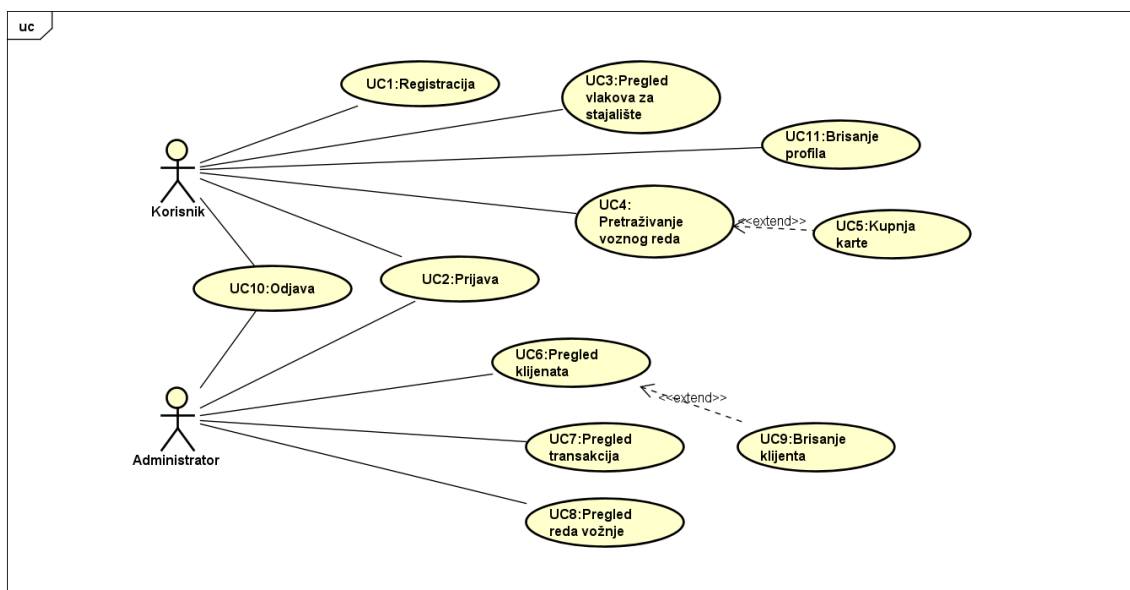 uc
UC1:Registracija
UC3:Pregled
vlakova za
stajalište
UC11:Brisanje
profila
Korisnik
UC4:
Pretraživanje
voznog reda
<<extend>>
UC5:Kupnja
karte
UC10:Odjava
UC2:Prijava
UC6:Pregled
klijenata
<<extend>>
Administrator
UC7:Pregled
transakcija
UC9:Brisanje
klijenta
UC8:Pregled
reda vožnje